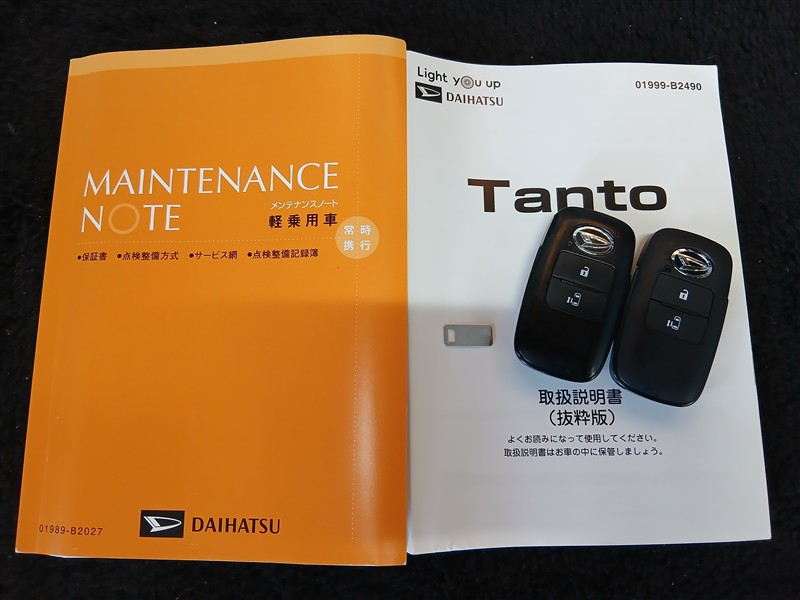 MAINTENANCE
NOTE
メンテナンスノート
軽乗用車
常時
携行
●保証書 ●点検整備方式 ●サービス網 ●点検整備記録簿
01989-B2027
DAIHATSU
Light you up
DAIHATSU
01999-B2490
Tanto
取扱説明書
（抜粋版）
よくお読みになって使用してください。
取扱説明書はお車の中に保管しましょう。